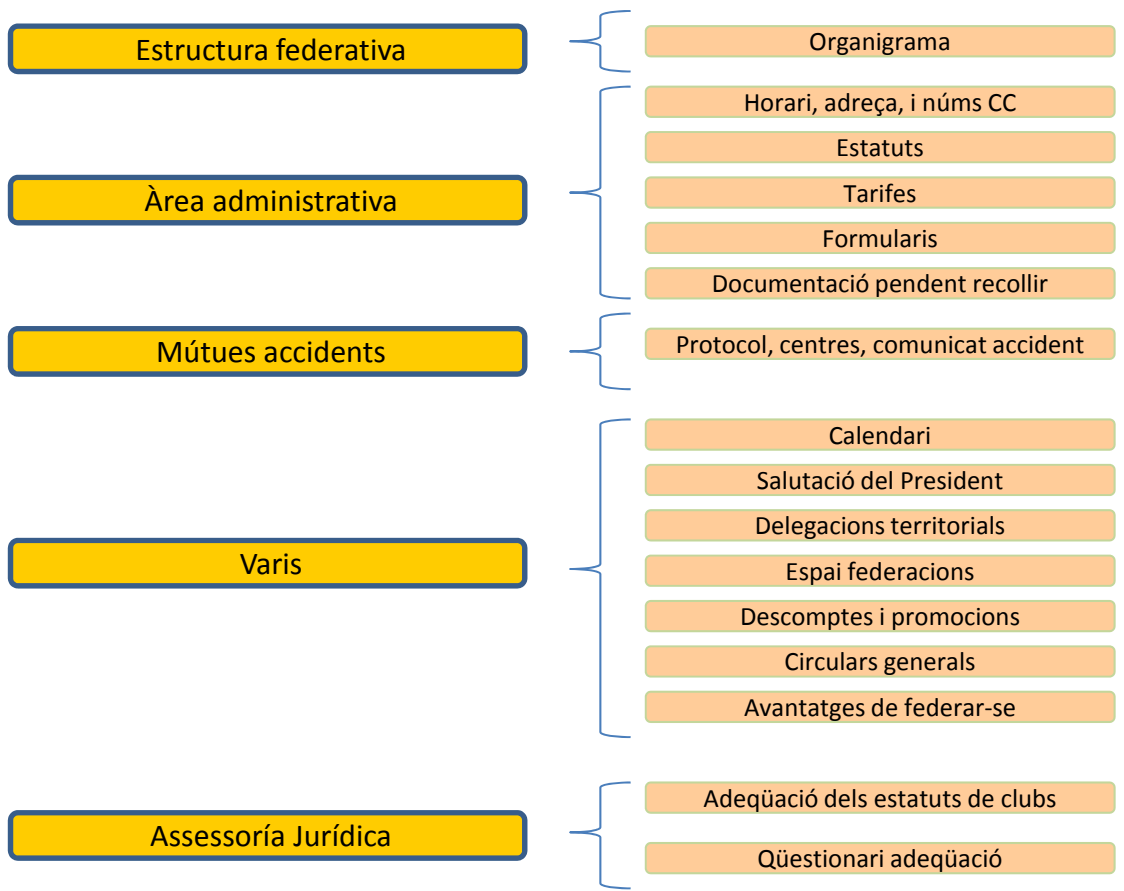 Estructura federativa
Organigrama
Àrea administrativa
Horari, adreça, i núms CC
Estatuts
Tarifes
Formularis
Documentació pendent recollir
Mútues accidents
Protocol, centres, comunicat accident
Varis
Calendari
Salutació del President
Delegacions territorials
Espai federacions
Descomptes i promocions
Circulars generals
Avantatges de federar-se
Assessoría Jurídica
Adeqüació dels estatuts de clubs
Qüestionari adeqüació